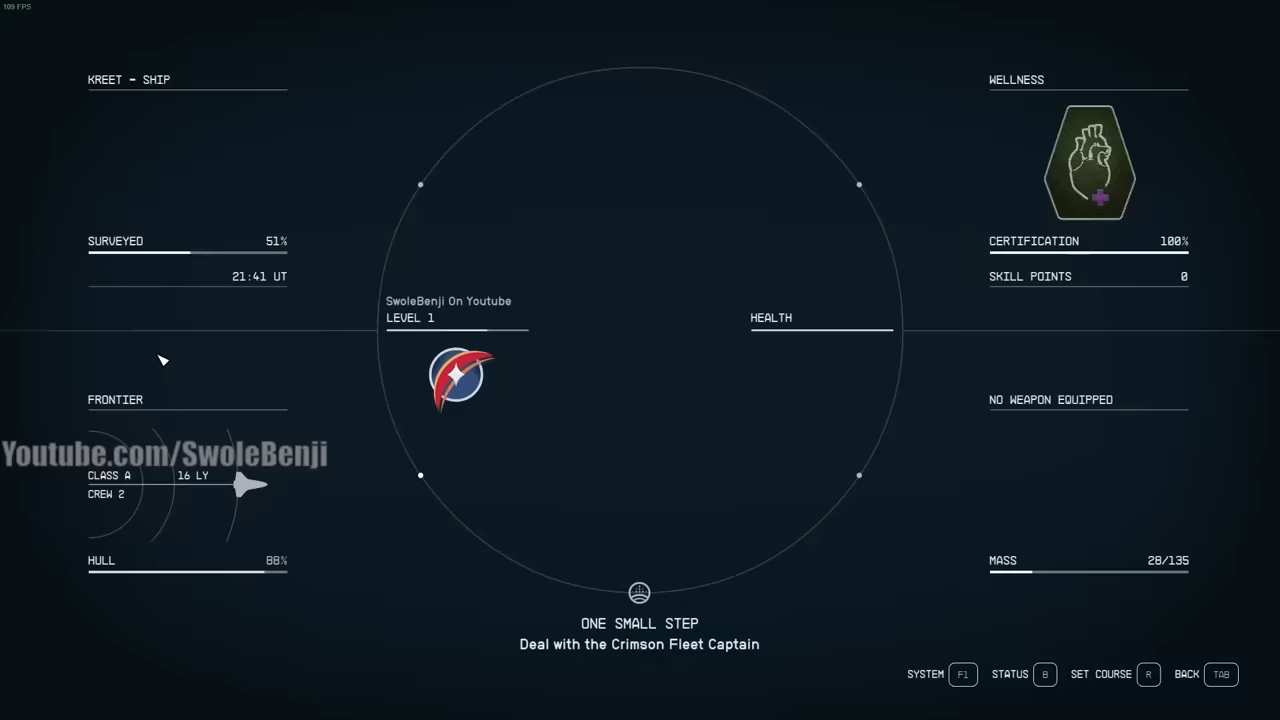 109 FPS
KREET - SHIP
WELLNESS
SURVEYED 51%
21:41 UT
CERTIFICATION 100%
SKILL POINTS 0
SwoleBenji On Youtube
LEVEL 1
HEALTH
FRONTIER
NO WEAPON EQUIPPED
Youtube.com/SwoleBenji
CLASS A 16 LY
CREW 2
HULL 88%
MASS 28/135
ONE SMALL STEP
Deal with the Crimson Fleet Captain
SYSTEM F1 STATUS B SET COURSE R BACK TAB